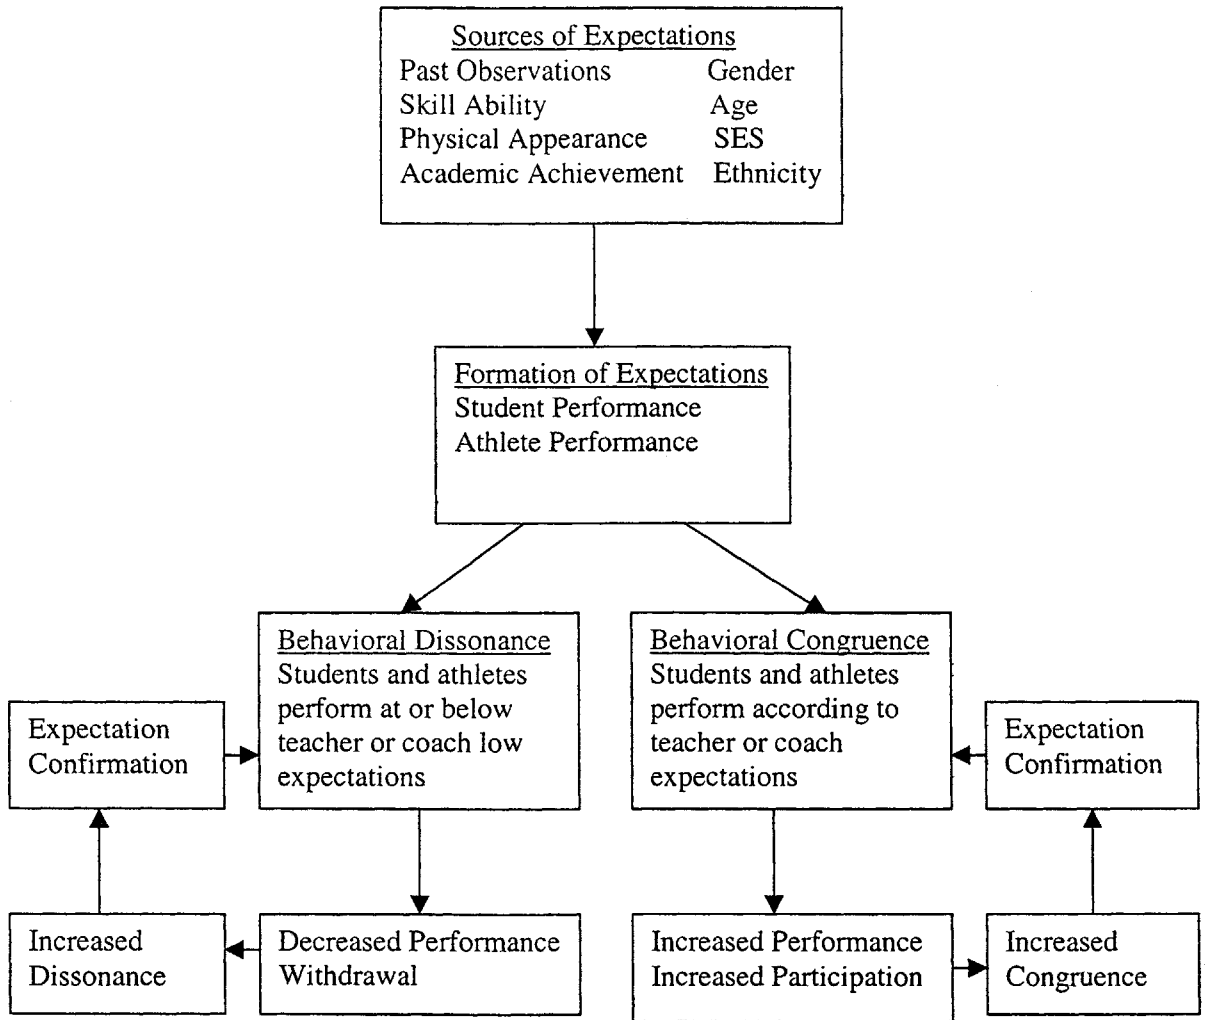 Sources of Expectations
Past Observations Gender
Skill Ability Age
Physical Appearance SES
Academic Achievement Ethnicity
Formation of Expectations
Student Performance
Athlete Performance
Behavioral Dissonance
Students and athletes
perform at or below
teacher or coach low
expectations
Behavioral Congruence
Students and athletes
perform according to
teacher or coach
expectations
Expectation
Confirmation
Expectation
Confirmation
Increased
Dissonance
Decreased Performance
Withdrawal
Increased Performance
Increased Participation
Increased
Congruence